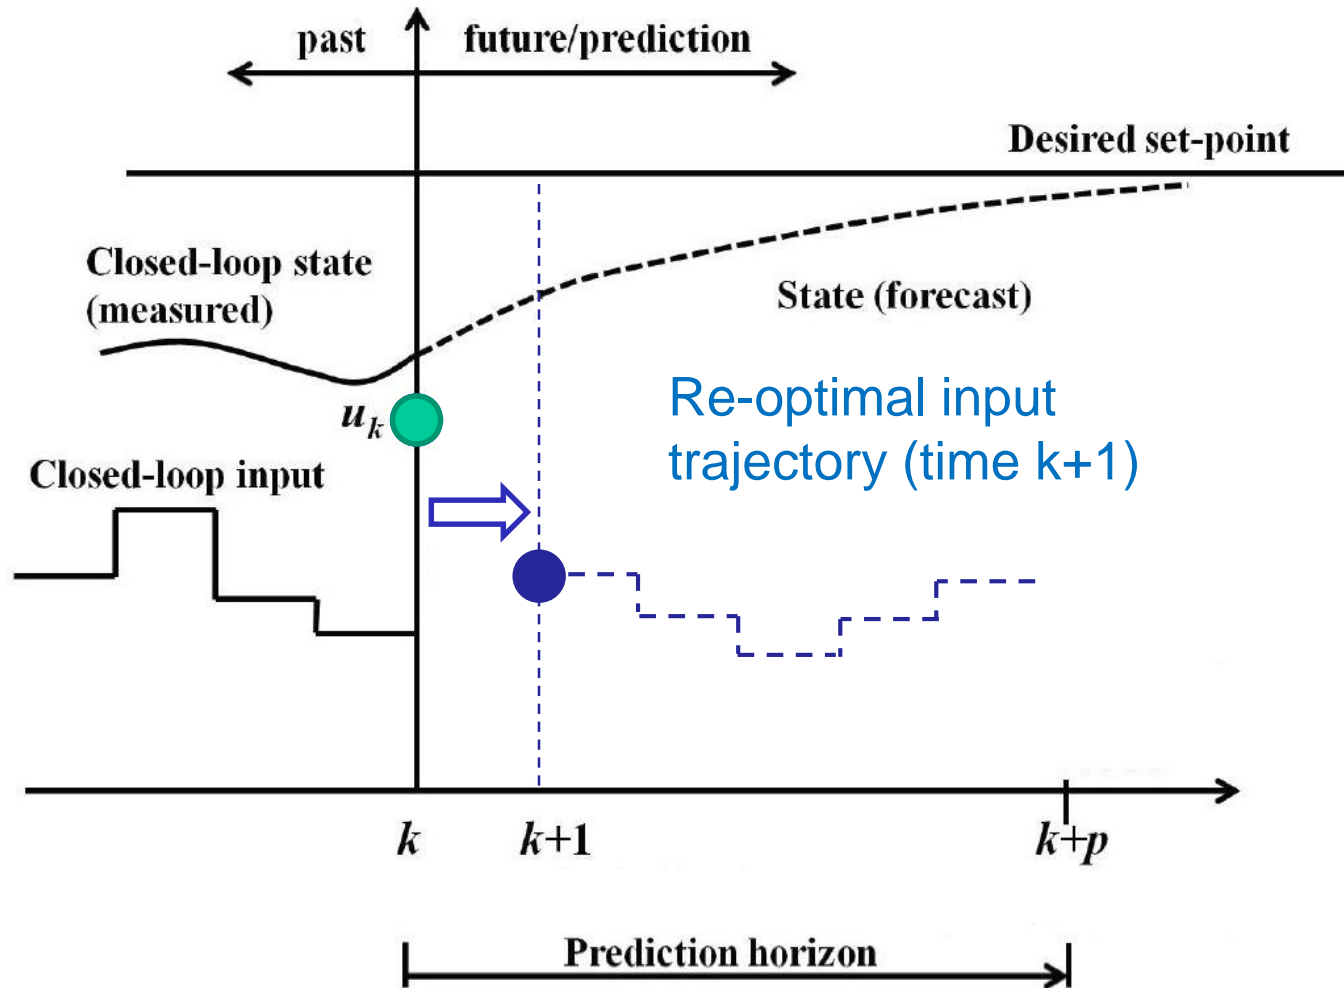 past
future/prediction
Desired set-point
Closed-loop state
(measured)
State (forecast)
Re-optimal input
trajectory (time k+1)
uₖ
Closed-loop input
k
k+1
k+p
Prediction horizon